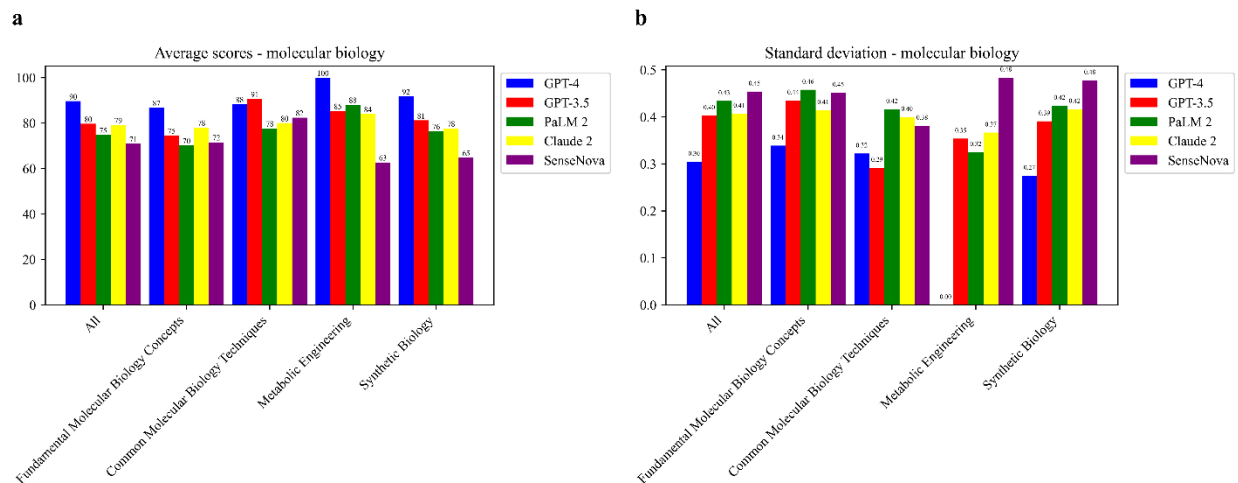 a
Average scores - molecular biology
100
80
60
40
20
0
90
80
75
79
71
87
75
70
78
72
88
91
78
80
82
100
85
88
84
63
92
81
76
78
65
All
Fundamental Molecular Biology Concepts
Common Molecular Biology Techniques
Metabolic Engineering
Synthetic Biology
GPT-4
GPT-3.5
PaLM 2
Claude 2
SenseNova
b
Standard deviation - molecular biology
0.5
0.4
0.3
0.2
0.1
0.0
0.30
0.40
0.43
0.41
0.45
0.34
0.46
0.41
0.45
0.32
0.29
0.42
0.40
0.38
0.00
0.35
0.32
0.37
0.48
0.27
0.39
0.42
0.42
0.48
All
Fundamental Molecular Biology Concepts
Common Molecular Biology Techniques
Metabolic Engineering
Synthetic Biology
GPT-4
GPT-3.5
PaLM 2
Claude 2
SenseNova